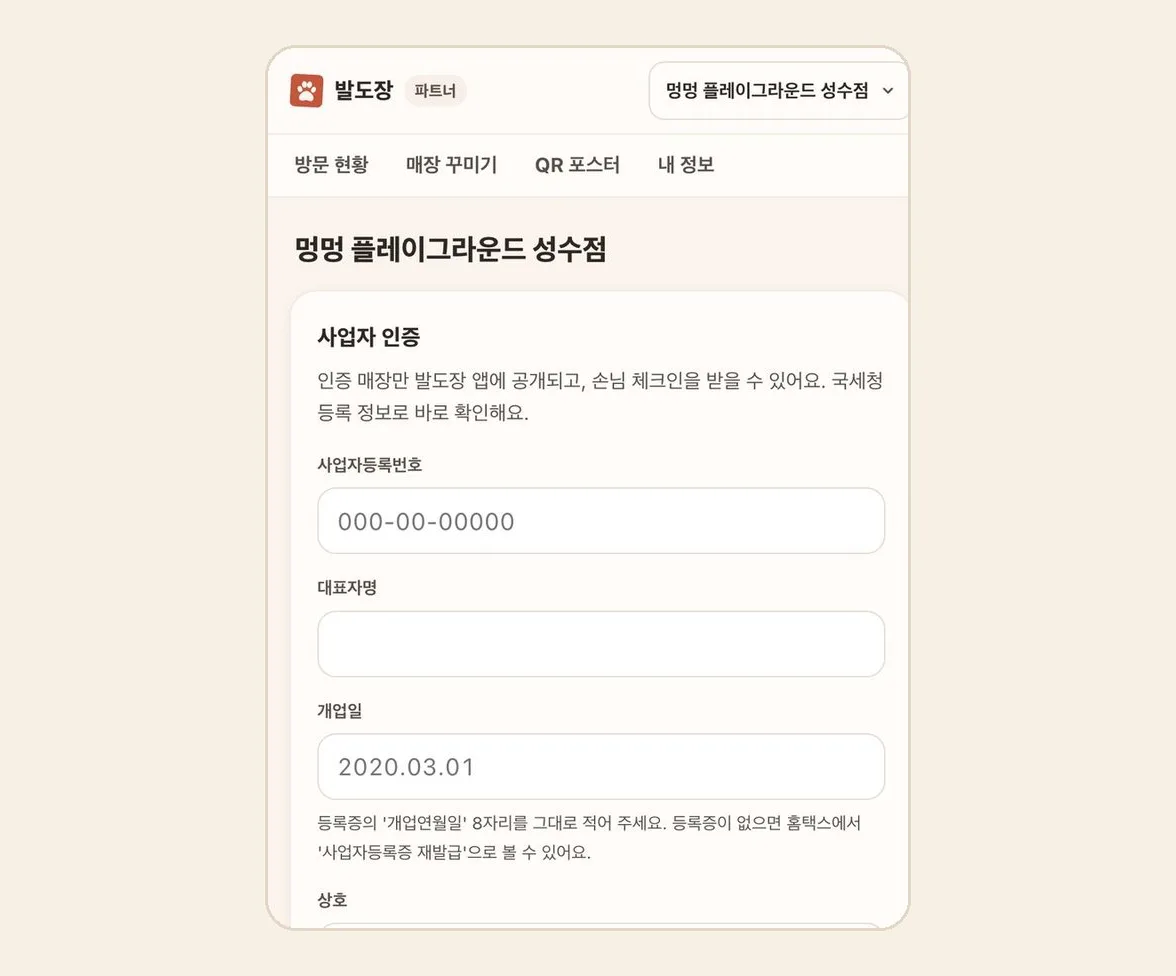 발도장 파트너 멍멍 플레이그라운드 성수점
방문 현황 매장 꾸미기 QR 포스터 내 정보
멍멍 플레이그라운드 성수점
사업자 인증
인증 매장만 발도장 앱에 공개되고, 손님 체크인을 받을 수 있어요. 국세청
등록 정보로 바로 확인해요.
사업자등록번호
000-00-00000
대표자명
개업일
2020.03.01
등록증의 '개업연월일' 8자리를 그대로 적어 주세요. 등록증이 없으면 홈택스에서
'사업자등록증 재발급'으로 볼 수 있어요.
상호